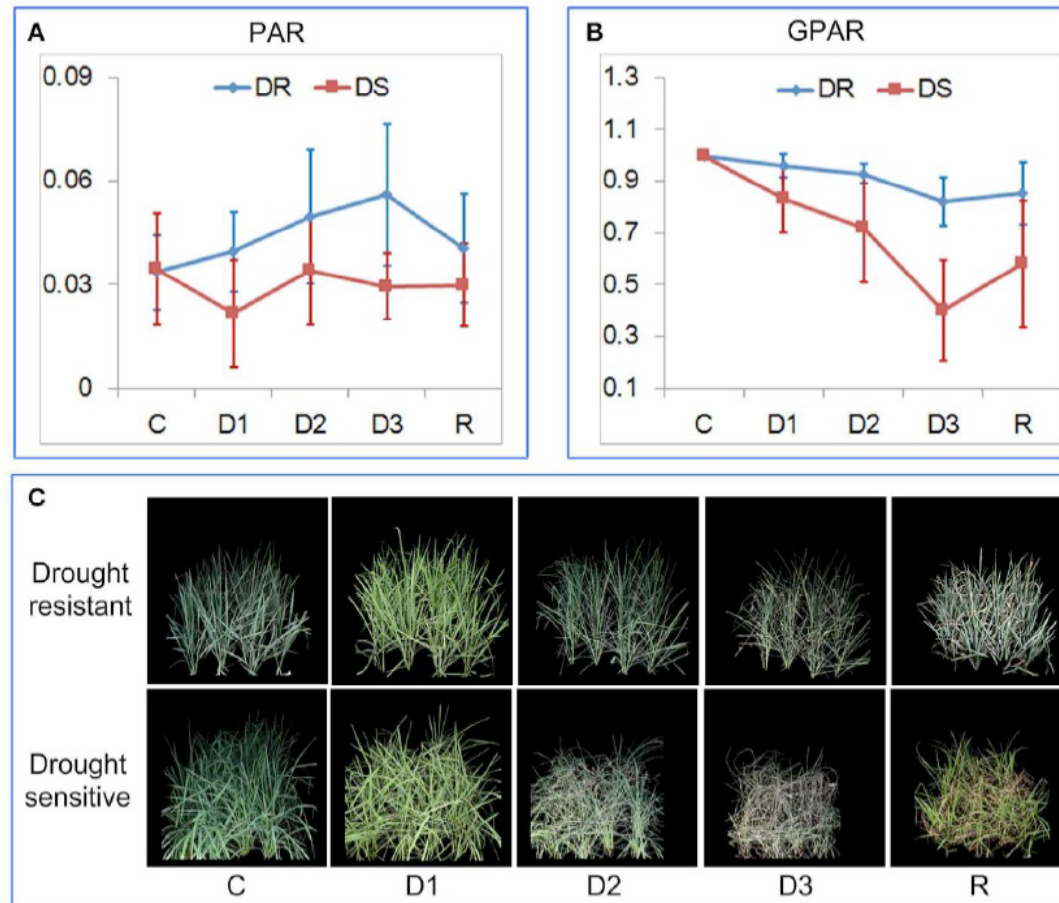 A
PAR
DR DS
0.09
0.06
0.03
0
C D1 D2 D3 R
B
GPAR
DR DS
1.3
1.1
0.9
0.7
0.5
0.3
0.1
C D1 D2 D3 R
C
Drought
resistant
Drought
sensitive
C D1 D2 D3 R